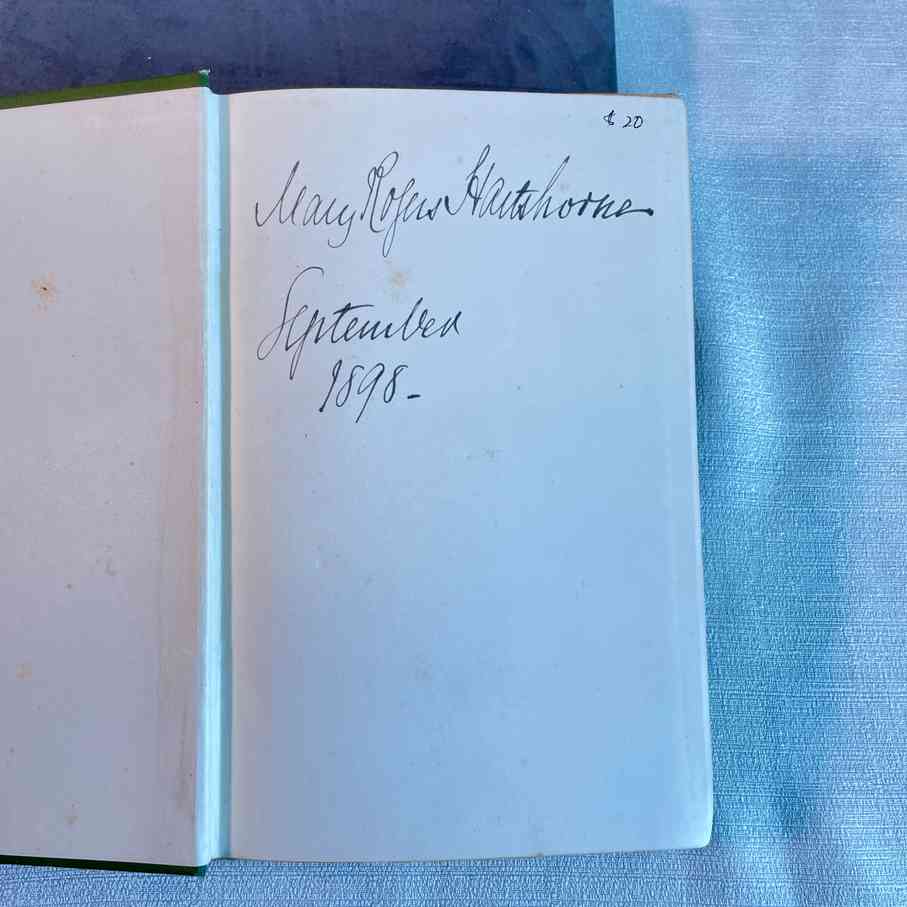 $ 20
Mary Rogers Hartshorne
September
1898-